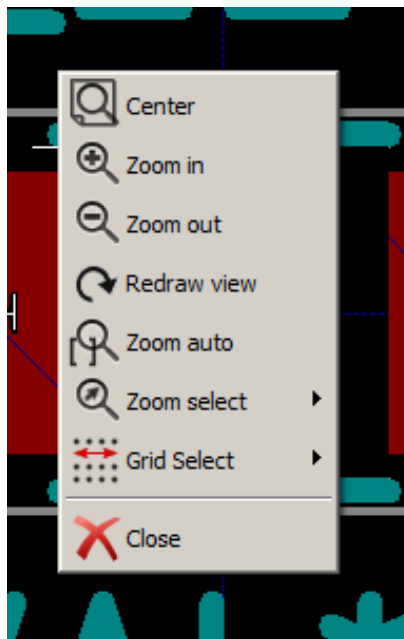 Center
Zoom in
Zoom out
Redraw view
Zoom auto
Zoom select
Grid Select
Close